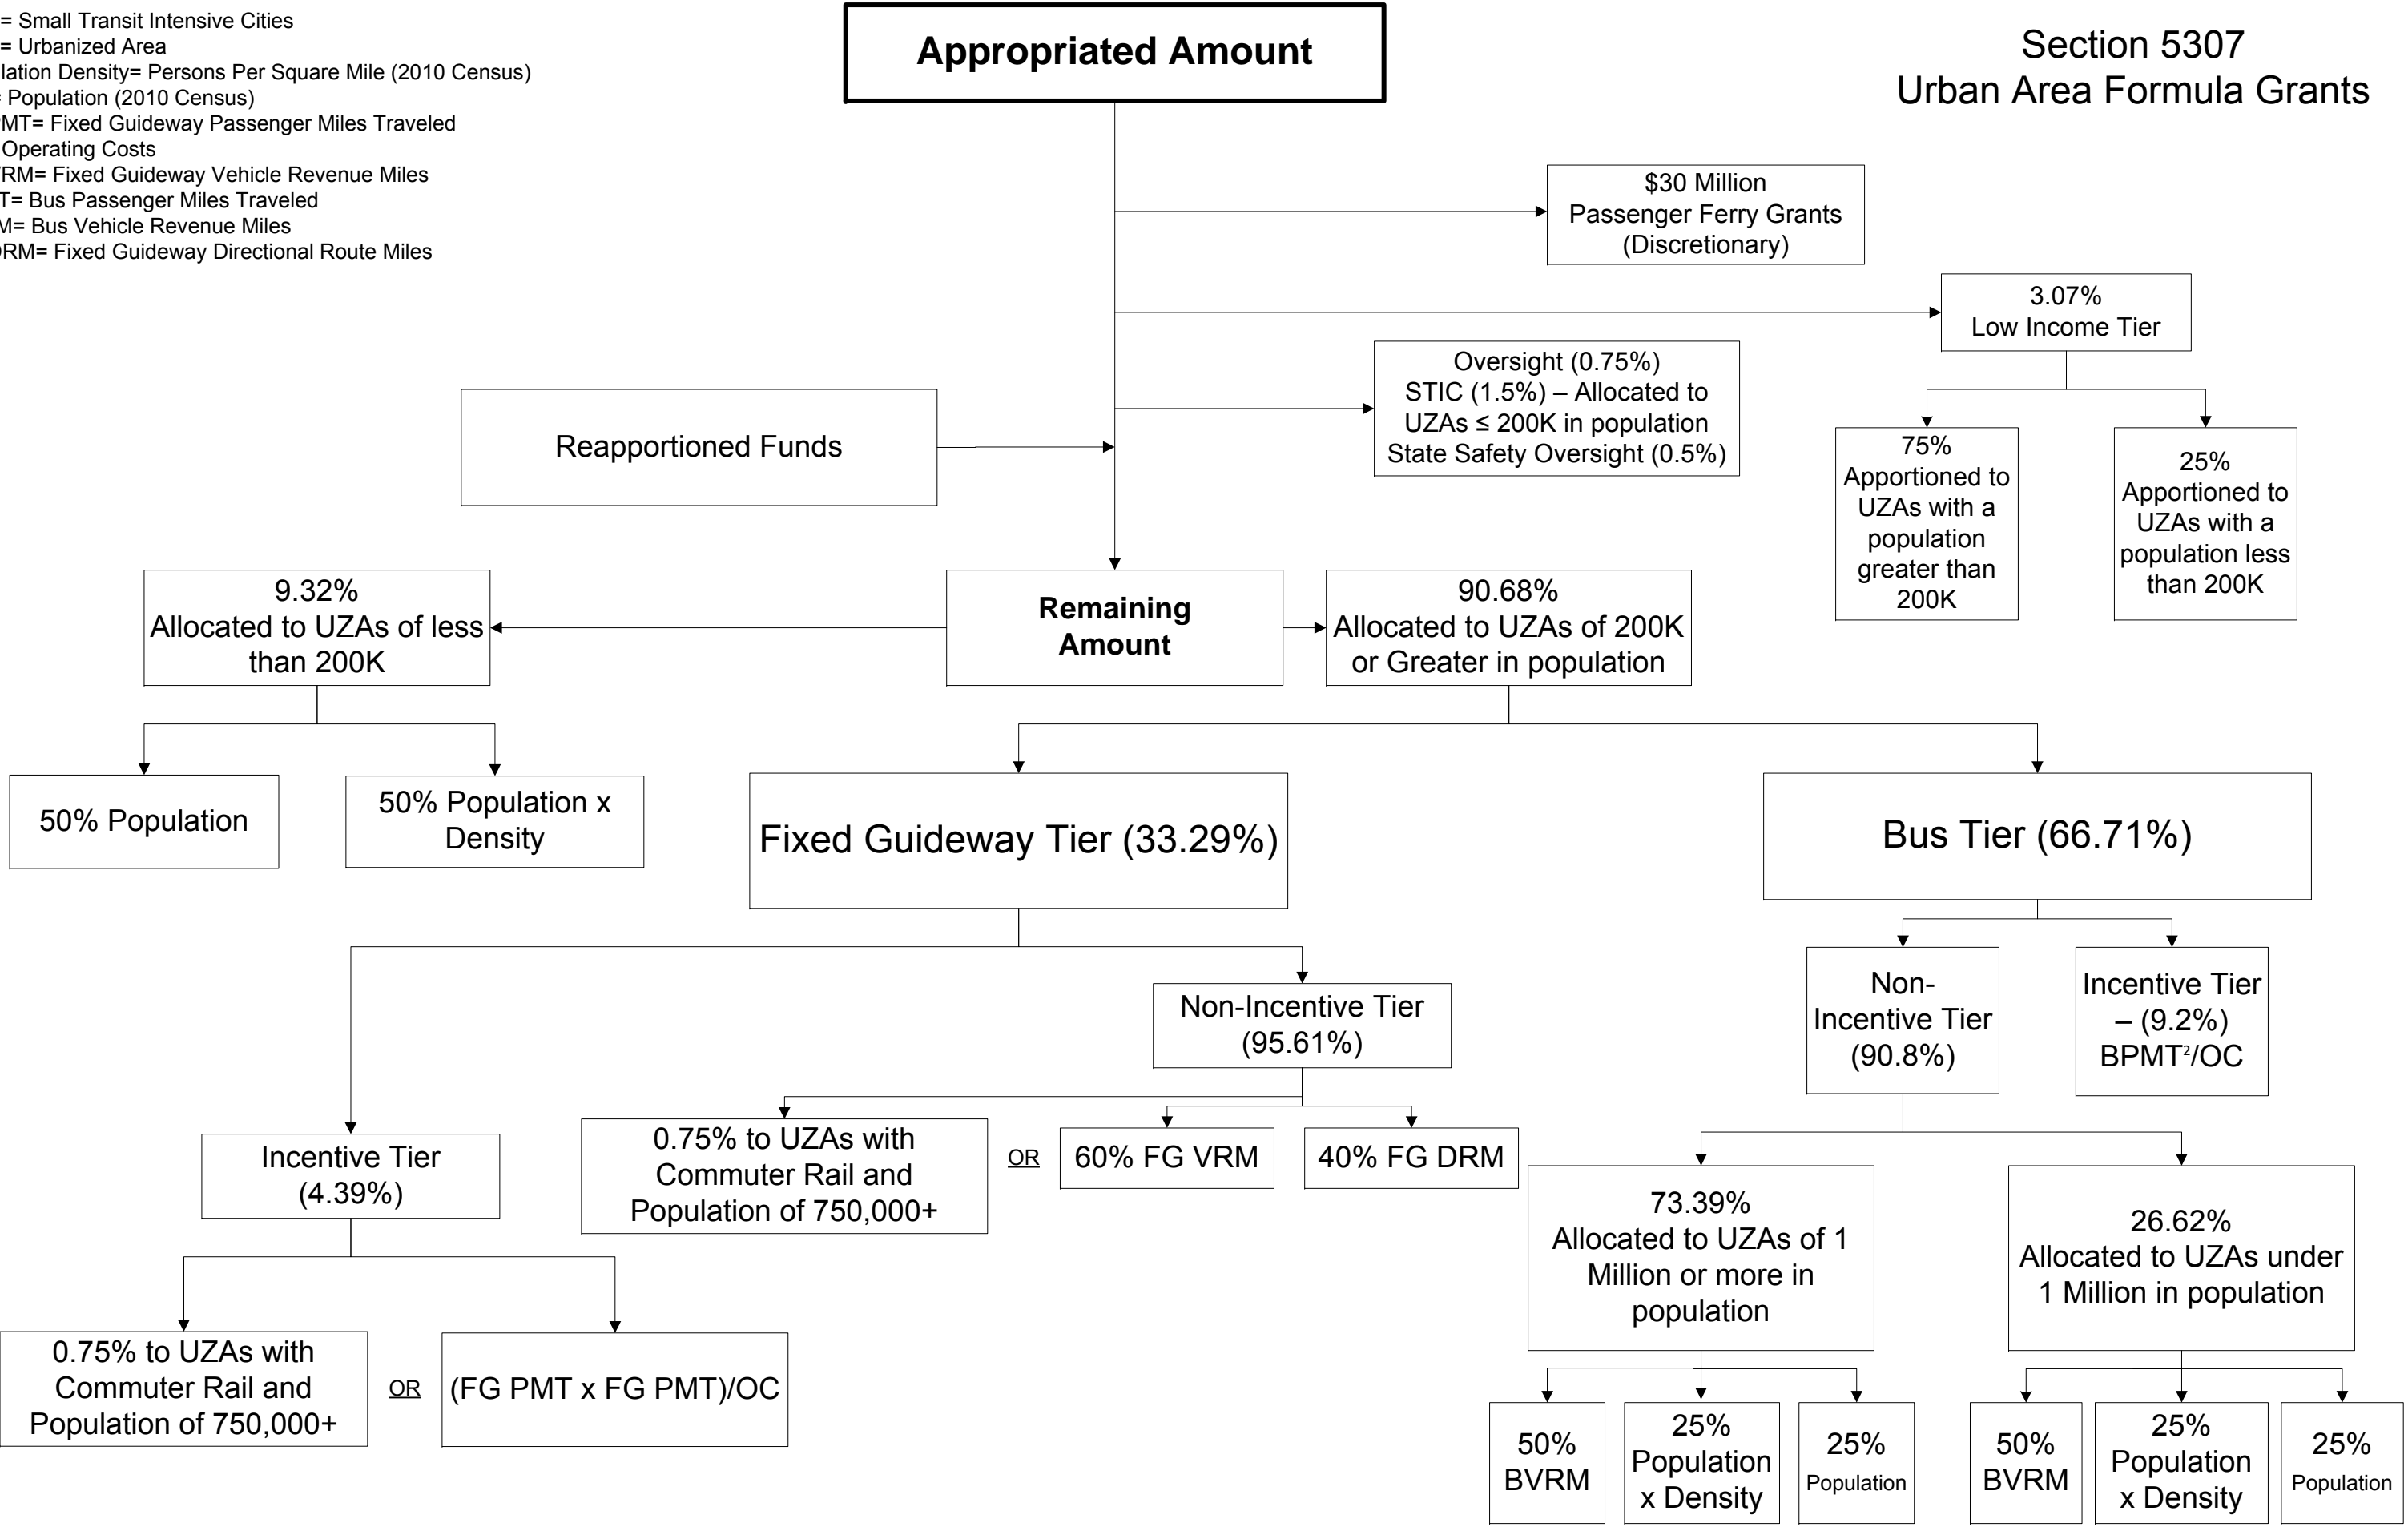 = Small Transit Intensive Cities
= Urbanized Area
lation Density= Persons Per Square Mile (2010 Census)
= Population (2010 Census)
MT= Fixed Guideway Passenger Miles Traveled
Operating Costs
RM= Fixed Guideway Vehicle Revenue Miles
T= Bus Passenger Miles Traveled
M= Bus Vehicle Revenue Miles
RM= Fixed Guideway Directional Route Miles
Appropriated Amount
Section 5307
Urban Area Formula Grants
$30 Million
Passenger Ferry Grants
(Discretionary)
3.07%
Low Income Tier
Oversight (0.75%)
STIC (1.5%) – Allocated to
UZAs ≤ 200K in population
State Safety Oversight (0.5%)
Reapportioned Funds
75%
Apportioned to
UZAs with a
population
greater than
200K
25%
Apportioned to
UZAs with a
population less
than 200K
9.32%
Allocated to UZAs of less
than 200K
Remaining
Amount
90.68%
Allocated to UZAs of 200K
or Greater in population
50% Population
50% Population x
Density
Fixed Guideway Tier (33.29%)
Bus Tier (66.71%)
Non-Incentive Tier
(95.61%)
Non-
Incentive Tier
(90.8%)
Incentive Tier
– (9.2%)
BPMT²/OC
Incentive Tier
(4.39%)
0.75% to UZAs with
Commuter Rail and
Population of 750,000+
OR
60% FG VRM
40% FG DRM
73.39%
Allocated to UZAs of 1
Million or more in
population
26.62%
Allocated to UZAs under
1 Million in population
0.75% to UZAs with
Commuter Rail and
Population of 750,000+
OR
(FG PMT x FG PMT)/OC
50%
BVRM
25%
Population
x Density
25%
Population
50%
BVRM
25%
Population
x Density
25%
Population